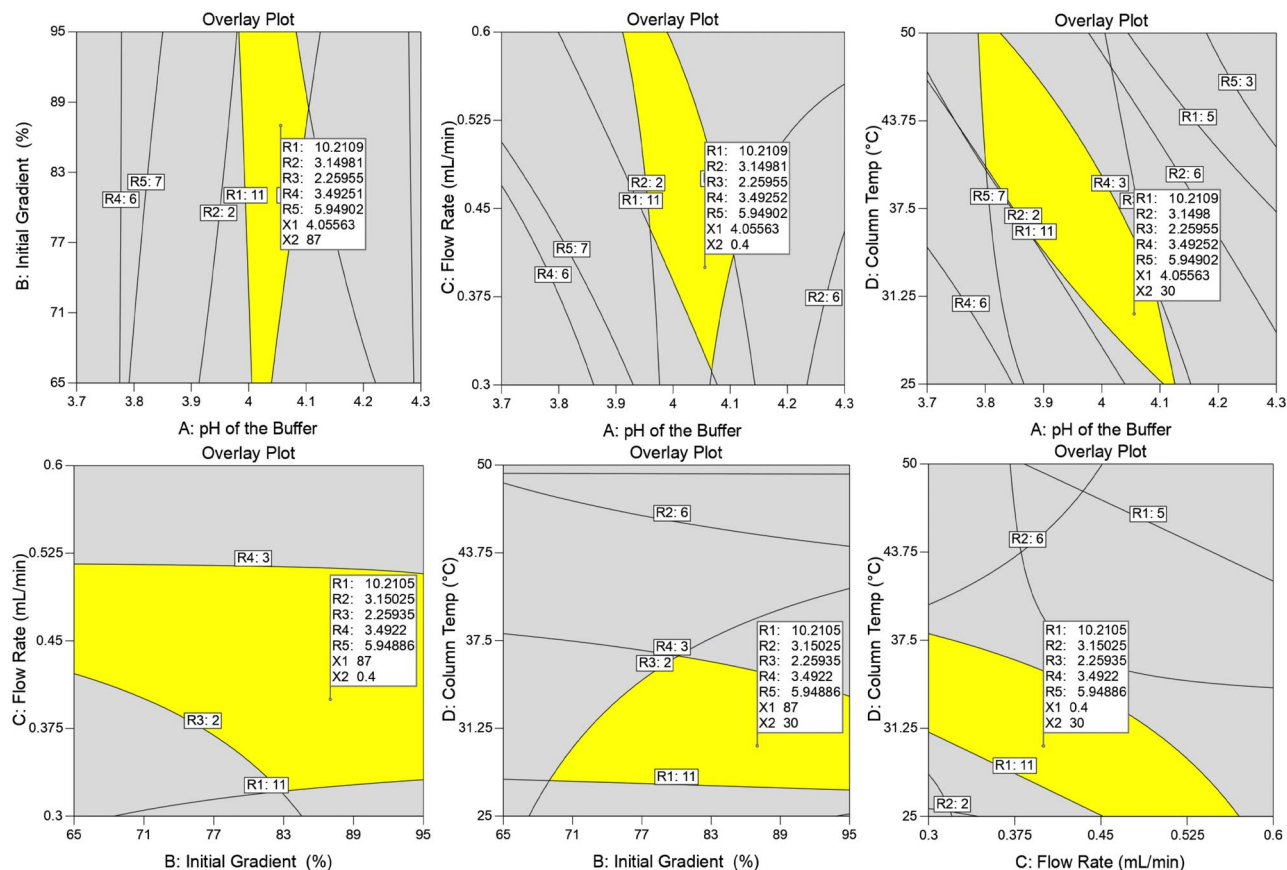 Overlay Plot
B: Initial Gradient (%)
95
89
83
77
71
65
R4: 6
R5: 7
R2: 2
R1: 11
R1: 10.2109
R2: 3.14981
R3: 2.25955
R4: 3.49251
R5: 5.94902
X1 4.05563
X2 87
3.7 3.8 3.9 4 4.1 4.2 4.3
A: pH of the Buffer
Overlay Plot
C: Flow Rate (mL/min)
0.6
0.525
0.45
0.375
0.3
R2: 2
R1: 11
R5: 7
R4: 6
R2: 6
R1: 10.2109
R2: 3.14981
R3: 2.25955
R4: 3.49252
R5: 5.94902
X1 4.05563
X2 0.4
3.7 3.8 3.9 4 4.1 4.2 4.3
A: pH of the Buffer
Overlay Plot
D: Column Temp (°C)
50
43.75
37.5
31.25
25
R5: 3
R1: 5
R2: 6
R4: 3
R5: 7
R2: 2
R1: 11
R4: 6
R1: 10.2109
R2: 3.1498
R3: 2.25955
R4: 3.49252
R5: 5.94902
X1 4.05563
X2 30
3.7 3.8 3.9 4 4.1 4.2 4.3
A: pH of the Buffer
Overlay Plot
C: Flow Rate (mL/min)
0.6
0.525
0.45
0.375
0.3
R4: 3
R3: 2
R1: 11
R1: 10.2105
R2: 3.15025
R3: 2.25935
R4: 3.4922
R5: 5.94886
X1 87
X2 0.4
65 71 77 83 89 95
B: Initial Gradient (%)
Overlay Plot
D: Column Temp (°C)
50
43.75
37.5
31.25
25
R2: 6
R4: 3
R3: 2
R1: 11
R1: 10.2105
R2: 3.15025
R3: 2.25935
R4: 3.4922
R5: 5.94886
X1 87
X2 30
65 71 77 83 89 95
B: Initial Gradient (%)
Overlay Plot
D: Column Temp (°C)
50
43.75
37.5
31.25
25
R1: 5
R2: 6
R1: 11
R2: 2
R1: 10.2105
R2: 3.15025
R3: 2.25935
R4: 3.4922
R5: 5.94886
X1 0.4
X2 30
0.3 0.375 0.45 0.525 0.6
C: Flow Rate (mL/min)